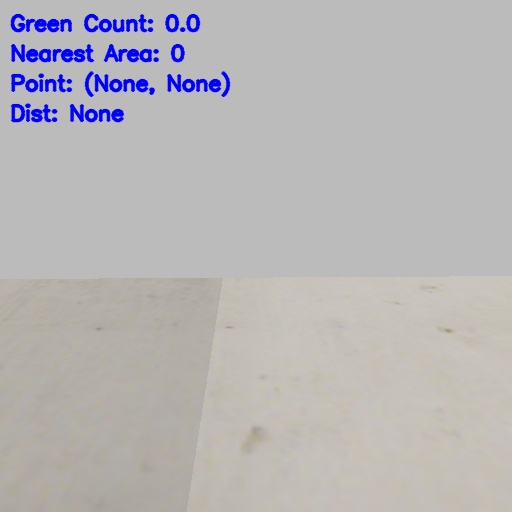 Green Count: 0.0
Nearest Area: 0
Point: (None, None)
Dist: None